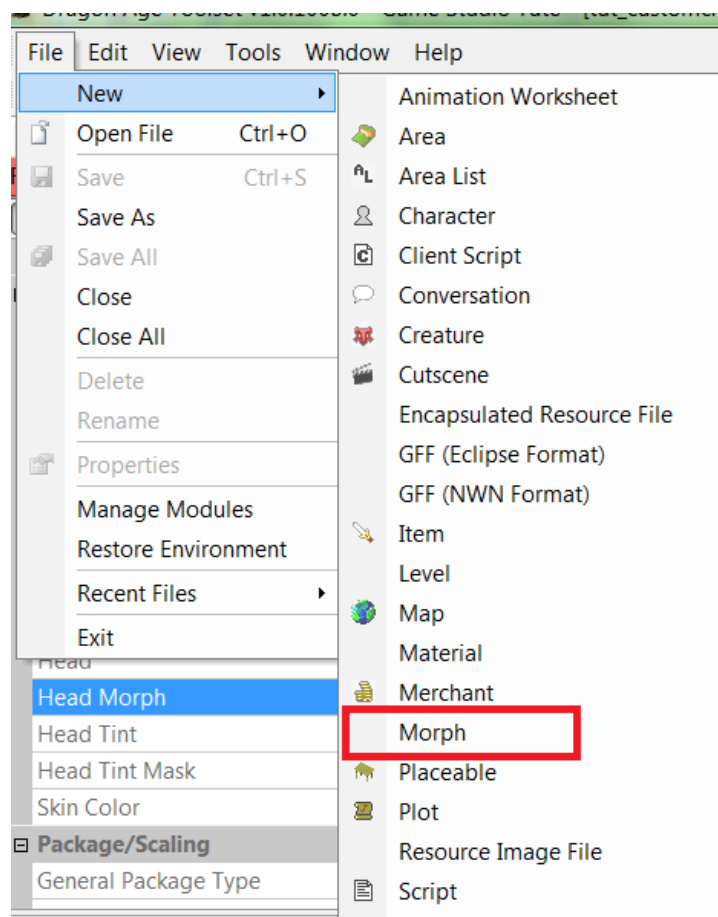 File Edit View Tools Window Help
New
Open File Ctrl+O
Save Ctrl+S
Save As
Save All
Close
Close All
Delete
Rename
Properties
Manage Modules
Restore Environment
Recent Files
Exit
Animation Worksheet
Area
Area List
Character
Client Script
Conversation
Creature
Cutscene
Encapsulated Resource File
GFF (Eclipse Format)
GFF (NWN Format)
Item
Level
Map
Material
Merchant
Morph
Placeable
Plot
Resource Image File
Script
Head
Head Morph
Head Tint
Head Tint Mask
Skin Color
Package/Scaling
General Package Type